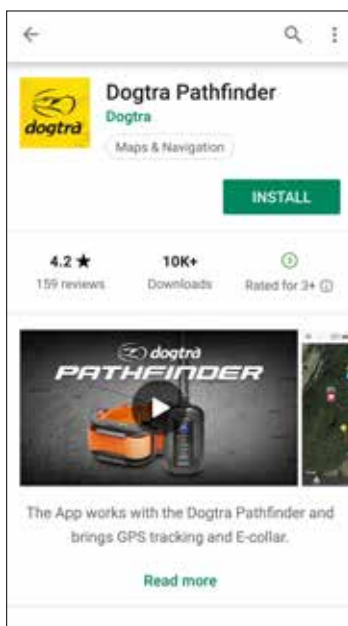 dogtra
Dogtra Pathfinder
Dogtra
Maps & Navigation
INSTALL
4.2 ★
159 reviews
10K+
Downloads
3
Rated for 3+ ⓘ
dogtra
PATHFINDER
The App works with the Dogtra Pathfinder and
brings GPS tracking and E-collar.
Read more